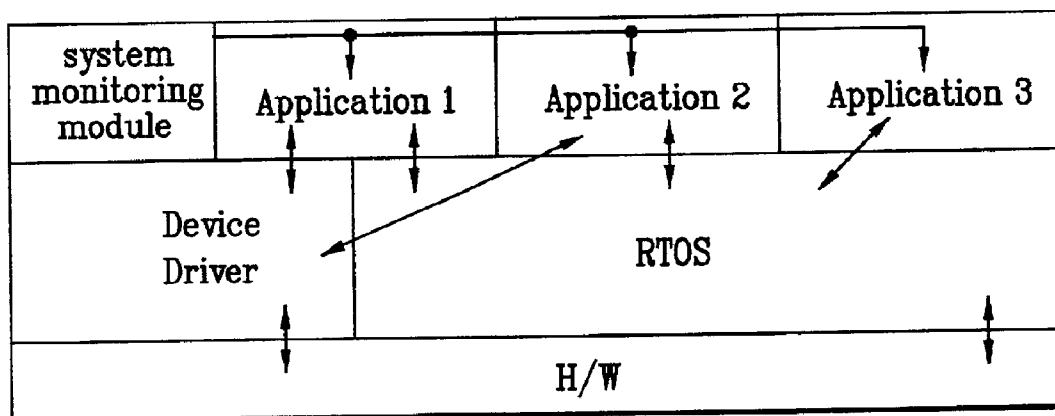 system
monitoring
module
Application 1
Application 2
Application 3
Device
Driver
RTOS
H/W